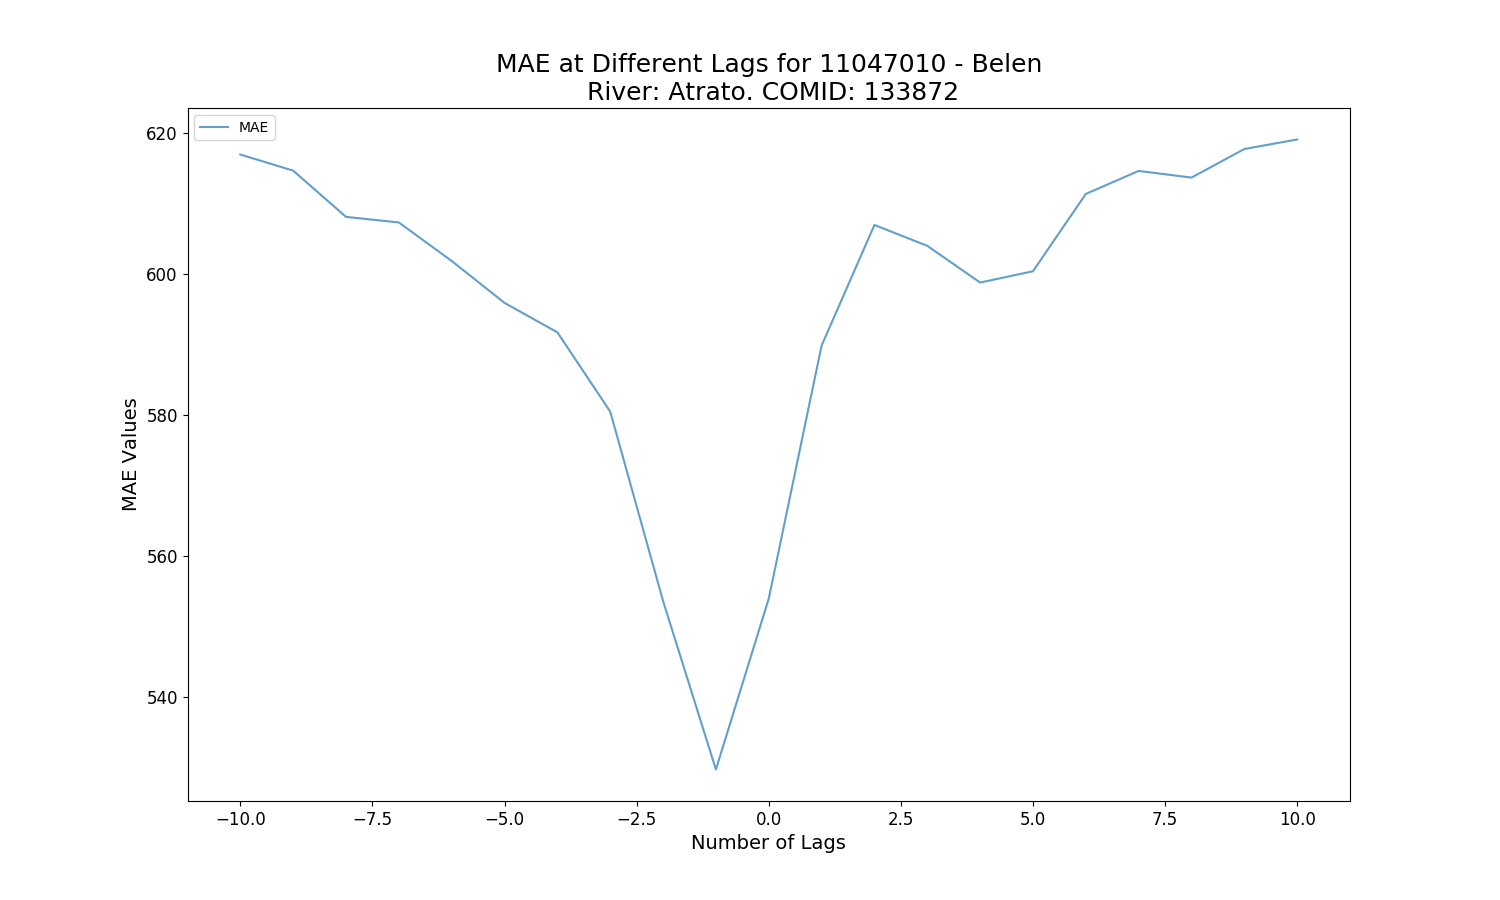 MAE at Different Lags for 11047010 - Belen
River: Atrato. COMID: 133872
MAE
620
600
580
560
540
MAE Values
−10.0 −7.5 −5.0 −2.5 0.0 2.5 5.0 7.5 10.0
Number of Lags